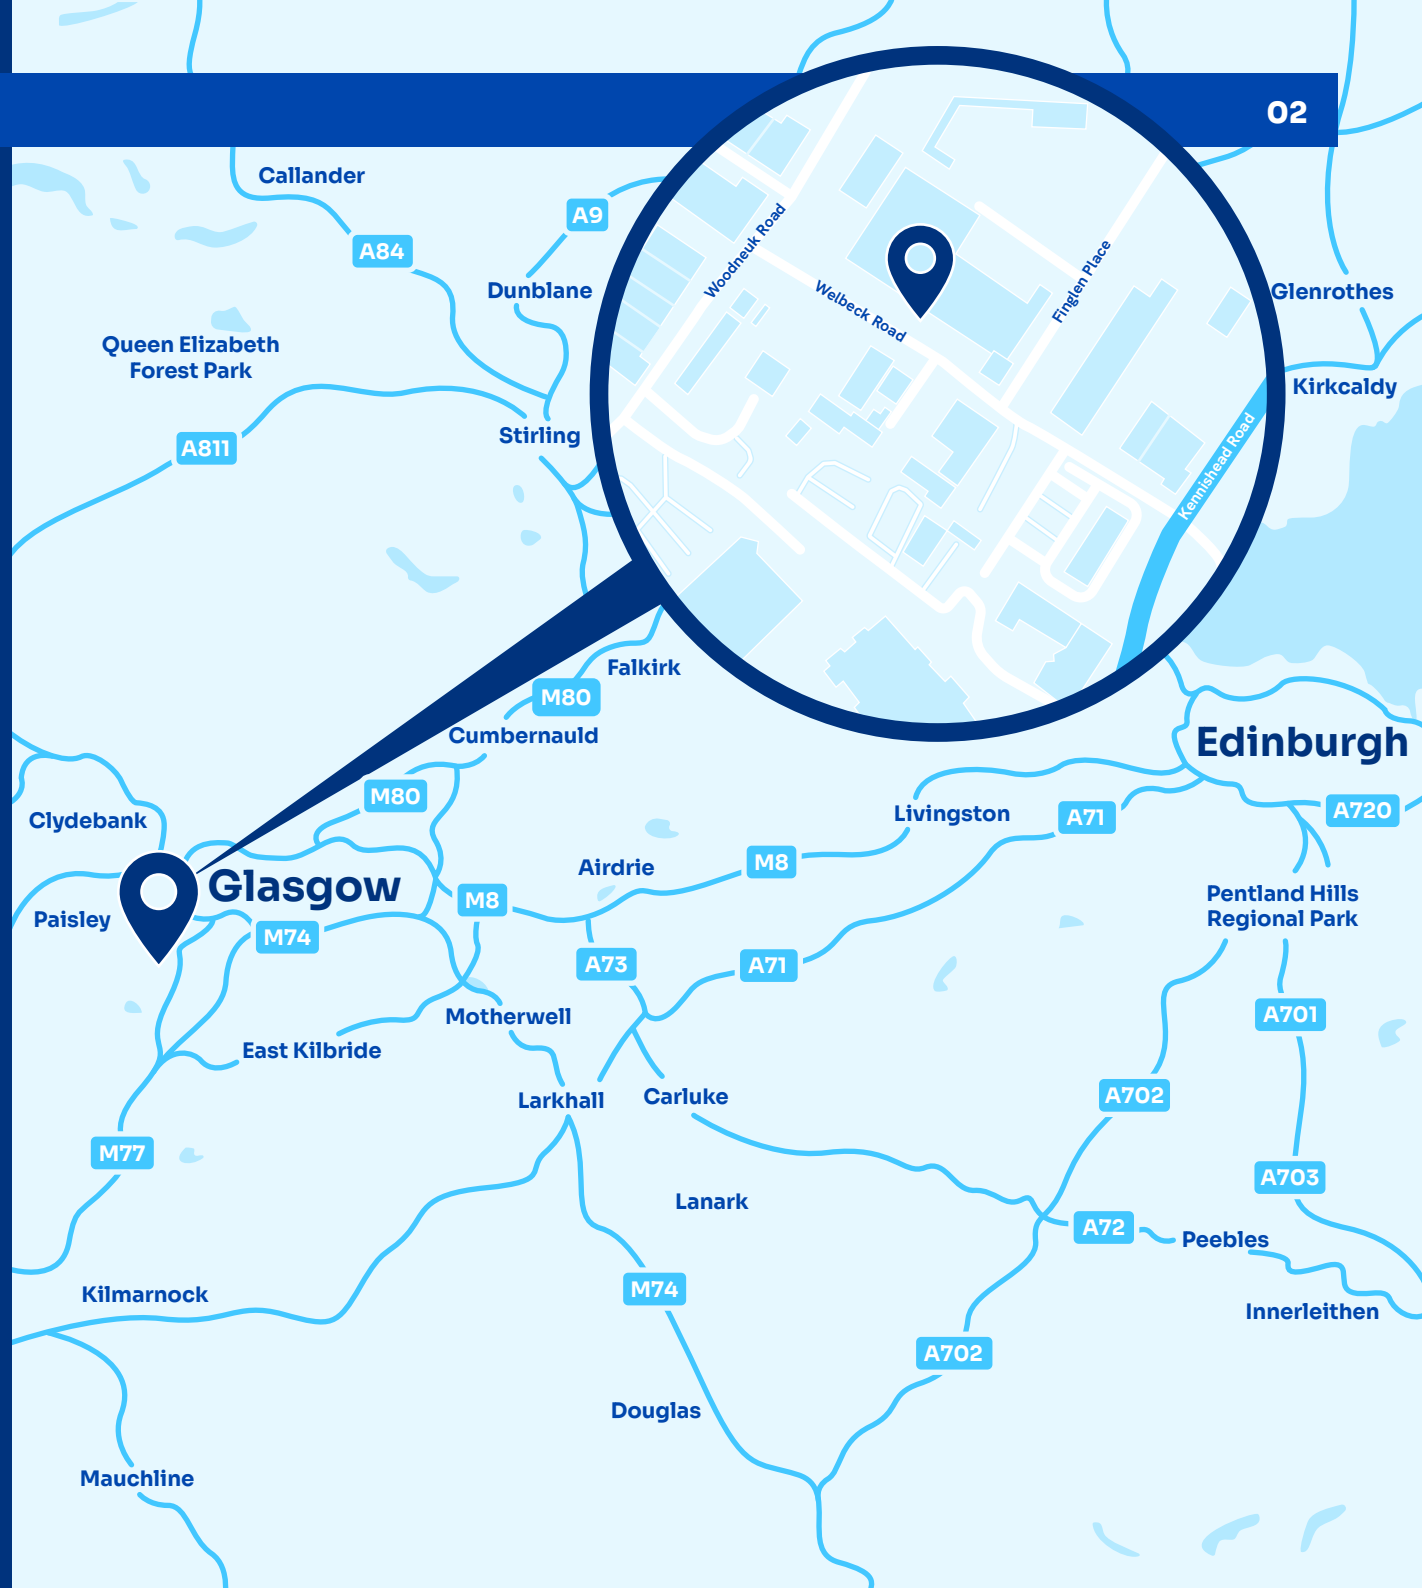 02
Callander
A9
A84
Woodneuk Road
Finglen Place
Dunblane
Glenrothes
Welbeck Road
Queen Elizabeth
Forest Park
Kirkcaldy
Stirling
A811
Kennishead Road
Falkirk
M80
Cumbernauld
Edinburgh
M80
Livingston
A71
A720
Clydebank
M8
Airdrie
Glasgow
Pentland Hills
Regional Park
M8
Paisley
M74
A73
A71
Motherwell
A701
East Kilbride
Larkhall
Carluke
A702
M77
A703
Lanark
A72
Peebles
M74
Kilmarnock
Innerleithen
A702
Douglas
Mauchline